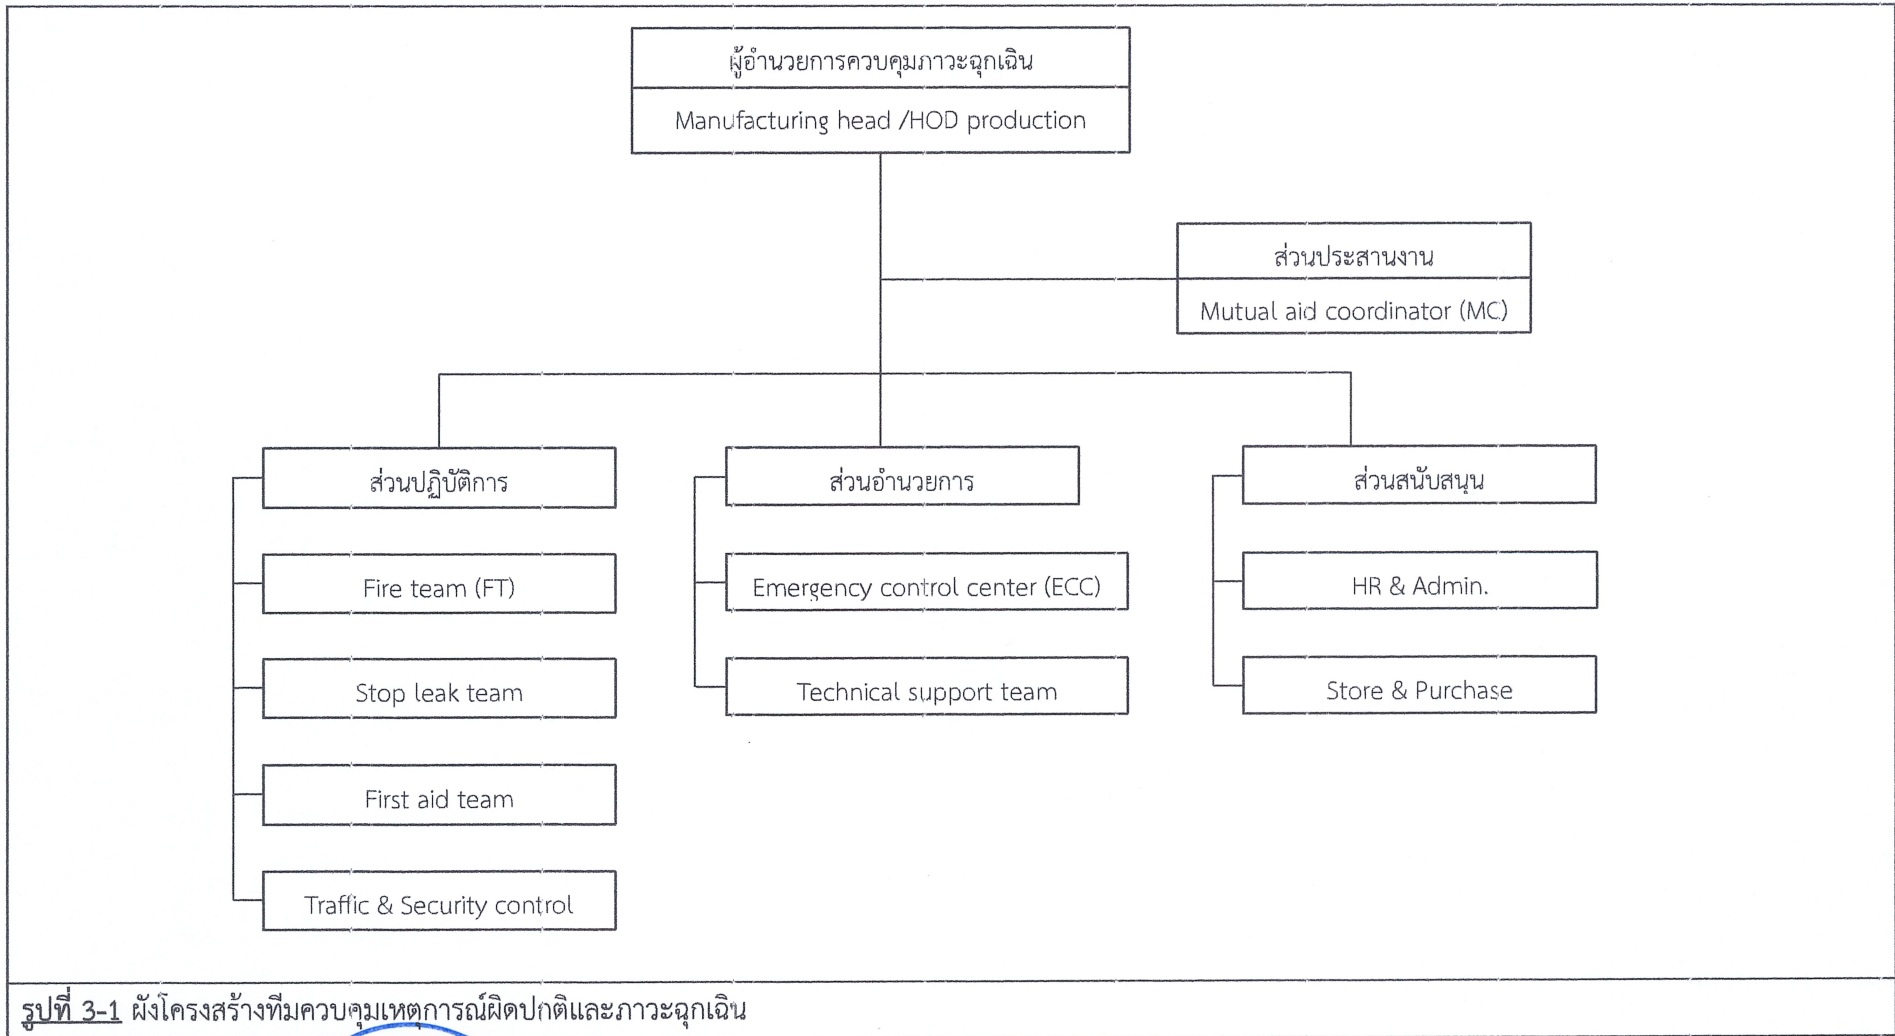 ผู้อำนวยการควบคุมภาวะฉุกเฉิน
Manufacturing head /HOD production
ส่วนประสานงาน
Mutual aid coordinator (MC)
ส่วนปฏิบัติการ
Fire team (FT)
Stop leak team
First aid team
Traffic & Security control
ส่วนอำนวยการ
Emergency control center (ECC)
Technical support team
ส่วนสนับสนุน
HR & Admin.
Store & Purchase
รูปที่ 3-1 ผังโครงสร้างทีมควบคุมเหตุการณ์ผิดปกติและภาวะฉุกเฉิน